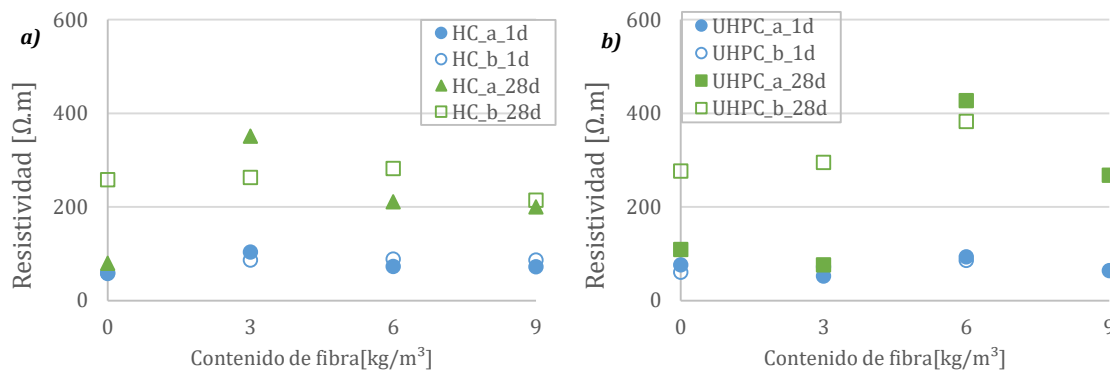 a)
600
400
200
0
Resistividad [Ω.m]
0 3 6 9
Contenido de fibra[kg/m³]
HC_a_1d
HC_b_1d
HC_a_28d
HC_b_28d
b)
600
400
200
0
Resistividad [Ω.m]
0 3 6 9
Contenido de fibra[kg/m³]
UHPC_a_1d
UHPC_b_1d
UHPC_a_28d
UHPC_b_28d